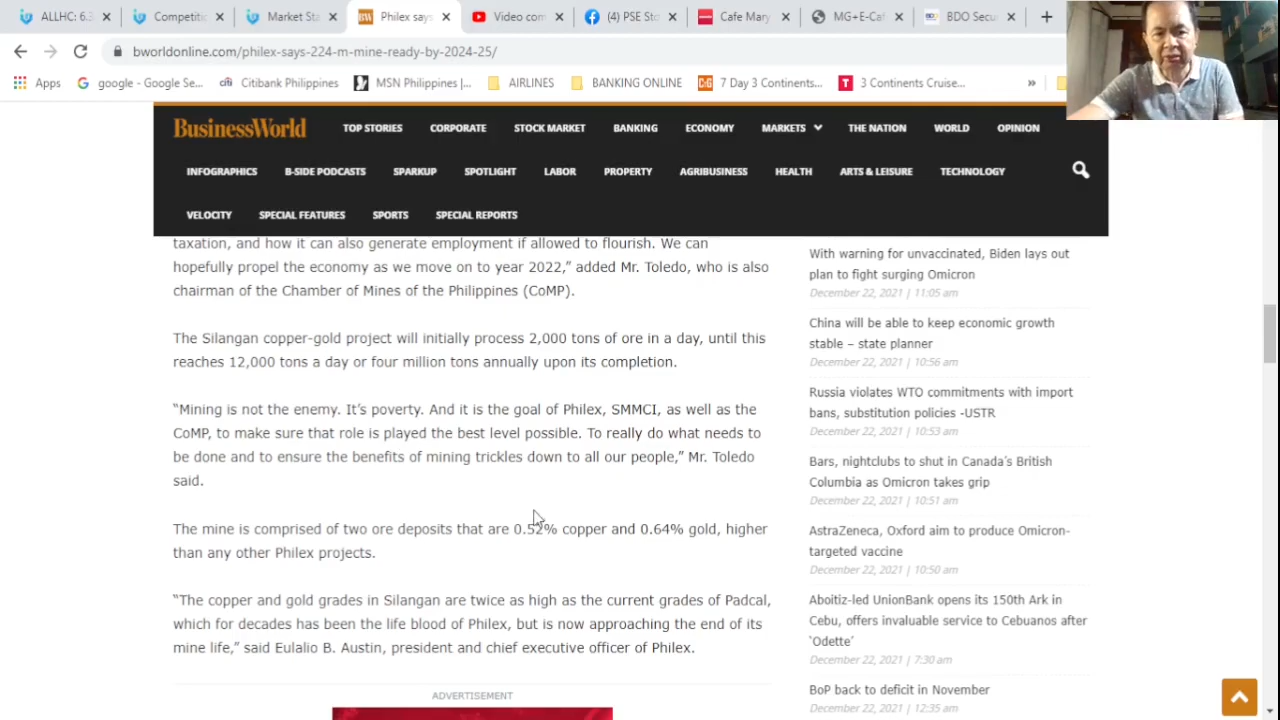 ALLHC: 6.3
Competiti
Market Sta
Philex says
Video com
(4) PSE Sto
Cafe Mary
MG+E-Caf
BDO Secu
bworldonline.com/philex-says-224-m-mine-ready-by-2024-25/
Apps
google - Google Se...
Citibank Philippines
MSN Philippines |...
AIRLINES
BANKING ONLINE
7 Day 3 Continents...
3 Continents Cruise...
»
BusinessWorld
TOP STORIES
CORPORATE
STOCK MARKET
BANKING
ECONOMY
MARKETS
THE NATION
WORLD
OPINION
INFOGRAPHICS
B-SIDE PODCASTS
SPARKUP
SPOTLIGHT
LABOR
PROPERTY
AGRIBUSINESS
HEALTH
ARTS & LEISURE
TECHNOLOGY
VELOCITY
SPECIAL FEATURES
SPORTS
SPECIAL REPORTS
taxation, and how it can also generate employment if allowed to flourish. We can
hopefully propel the economy as we move on to year 2022,” added Mr. Toledo, who is also
chairman of the Chamber of Mines of the Philippines (CoMP).
The Silangan copper-gold project will initially process 2,000 tons of ore in a day, until this
reaches 12,000 tons a day or four million tons annually upon its completion.
“Mining is not the enemy. It’s poverty. And it is the goal of Philex, SMMCI, as well as the
CoMP, to make sure that role is played the best level possible. To really do what needs to
be done and to ensure the benefits of mining trickles down to all our people,” Mr. Toledo
said.
The mine is comprised of two ore deposits that are 0.52% copper and 0.64% gold, higher
than any other Philex projects.
“The copper and gold grades in Silangan are twice as high as the current grades of Padcal,
which for decades has been the life blood of Philex, but is now approaching the end of its
mine life,” said Eulalio B. Austin, president and chief executive officer of Philex.
ADVERTISEMENT
With warning for unvaccinated, Biden lays out
plan to fight surging Omicron
December 22, 2021 | 11:05 am
China will be able to keep economic growth
stable – state planner
December 22, 2021 | 10:56 am
Russia violates WTO commitments with import
bans, substitution policies -USTR
December 22, 2021 | 10:53 am
Bars, nightclubs to shut in Canada’s British
Columbia as Omicron takes grip
December 22, 2021 | 10:51 am
AstraZeneca, Oxford aim to produce Omicron-
targeted vaccine
December 22, 2021 | 10:50 am
Aboitiz-led UnionBank opens its 150th Ark in
Cebu, offers invaluable service to Cebuanos after
‘Odette’
December 22, 2021 | 7:30 am
BoP back to deficit in November
December 22, 2021 | 12:35 am